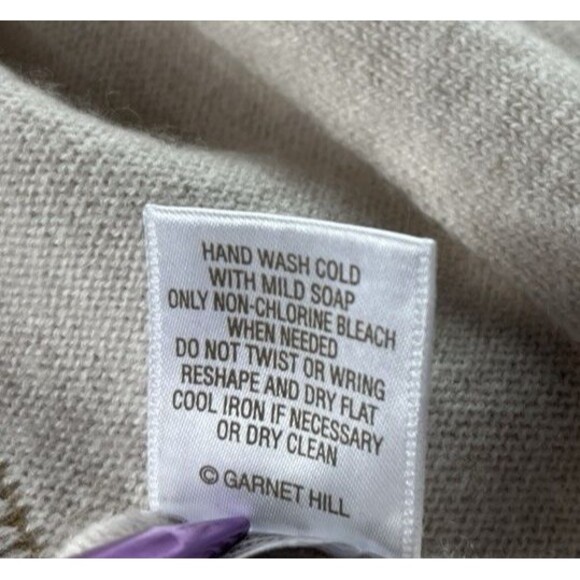 HAND WASH COLD
WITH MILD SOAP
ONLY NON-CHLORINE BLEACH
WHEN NEEDED
DO NOT TWIST OR WRING
RESHAPE AND DRY FLAT
COOL IRON IF NECESSARY
OR DRY CLEAN
© GARNET HILL